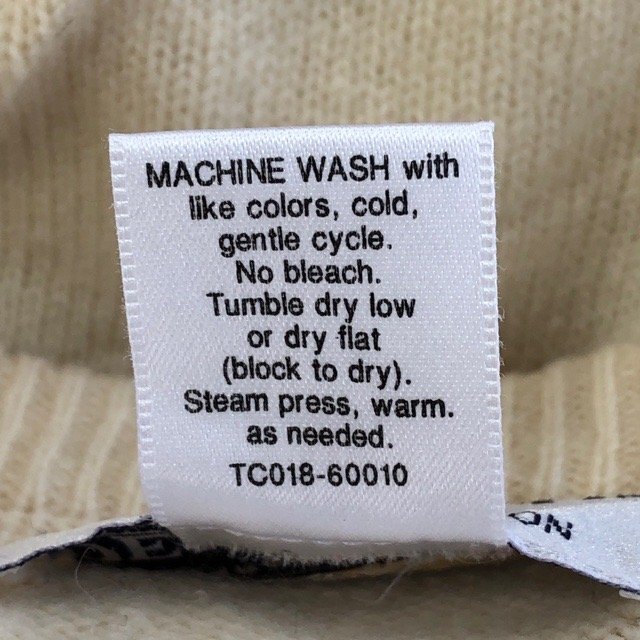 MACHINE WASH with
like colors, cold,
gentle cycle.
No bleach.
Tumble dry low
or dry flat
(block to dry).
Steam press, warm.
as needed.
TC018-60010
ON